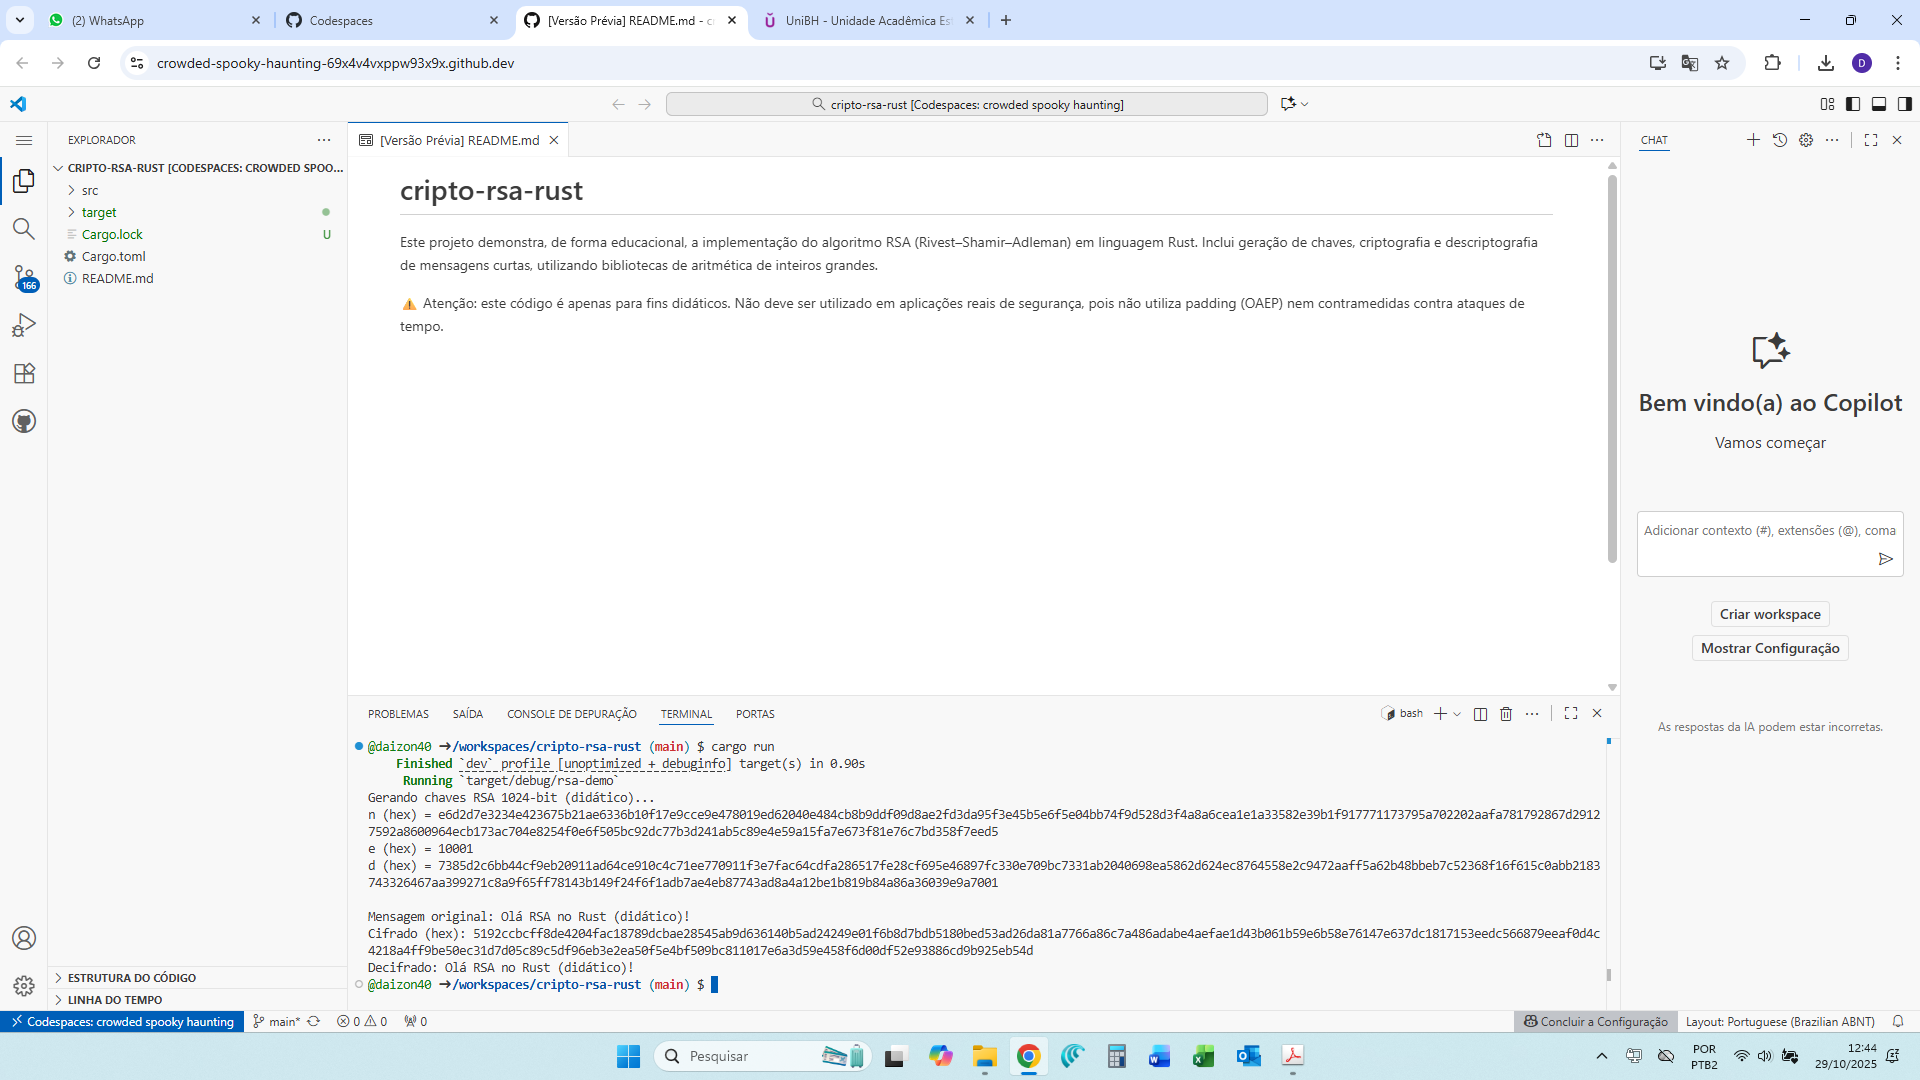 (2) WhatsApp
Codespaces
[Versão Prévia] README.md - c
UniBH - Unidade Acadêmica Es
crowded-spooky-haunting-69x4v4vxppw93x9x.github.dev
D
cripto-rsa-rust [Codespaces: crowded spooky haunting]
EXPLORADOR
CRIPTO-RSA-RUST [CODESPACES: CROWDED SPOO...
src
target
Cargo.lock
U
Cargo.toml
README.md
166
ESTRUTURA DO CÓDIGO
LINHA DO TEMPO
[Versão Prévia] README.md
cripto-rsa-rust
Este projeto demonstra, de forma educacional, a implementação do algoritmo RSA (Rivest–Shamir–Adleman) em linguagem Rust. Inclui geração de chaves, criptografia e descriptografia
de mensagens curtas, utilizando bibliotecas de aritmética de inteiros grandes.
⚠️ Atenção: este código é apenas para fins didáticos. Não deve ser utilizado em aplicações reais de segurança, pois não utiliza padding (OAEP) nem contramedidas contra ataques de
tempo.
PROBLEMAS SAÍDA CONSOLE DE DEPURAÇÃO TERMINAL PORTAS
bash
@daizon40 ➜/workspaces/cripto-rsa-rust (main) $ cargo run
Finished `dev` profile [unoptimized + debuginfo] target(s) in 0.90s
Running `target/debug/rsa-demo`
Gerando chaves RSA 1024-bit (didático)...
n (hex) = e6d2d7e3234e423675b21ae6336b10f17e9cce9e478019ed62040e484cb8b9ddf09d8ae2fd3da95f3e45b5e6f5e04bb74f9d528d3f4a8a6cea1e1a33582e39b1f917771173795a702202aafa781792867d2912
7592a8600964ecb173ac704e8254f0e6f505bc92dc77b3d241ab5c89e4e59a15fa7e673f81e76c7bd358f7eed5
e (hex) = 10001
d (hex) = 7385d2c6bb44cf9eb20911ad64ce910c4c71ee770911f3e7fac64cdfa286517fe28cf695e46897fc330e709bc7331ab2040698ea5862d624ec8764558e2c9472aaff5a62b48bbeb7c52368f16f615c0abb2183
743326467aa399271c8a9f65ff78143b149f24f6f1adb7ae4eb87743ad8a4a12be1b819b84a86a36039e9a7001
Mensagem original: Olá RSA no Rust (didático)!
Cifrado (hex): 5192ccbcff8de4204fac18789dcbae28545ab9d636140b5ad24249e01f6b8d7bdb5180bed53ad26da81a7766a86c7a486adabe4aefae1d43b061b59e6b58e76147e637dc1817153eedc566879eeaf0d4c
4218a4ff9be50ec31d7d05c89c5df96eb3e2ea50f5e4bf509bc811017e6a3d59e458f6d00df52e93886cd9b925eb54d
Decifrado: Olá RSA no Rust (didático)!
@daizon40 ➜/workspaces/cripto-rsa-rust (main) $
CHAT
Bem vindo(a) ao Copilot
Vamos começar
Adicionar contexto (#), extensões (@), coma
Criar workspace
Mostrar Configuração
As respostas da IA podem estar incorretas.
Codespaces: crowded spooky haunting
main*
0
0
0
Concluir a Configuração
Layout: Portuguese (Brazilian ABNT)
Pesquisar
POR
PTB2
12:44
29/10/2025